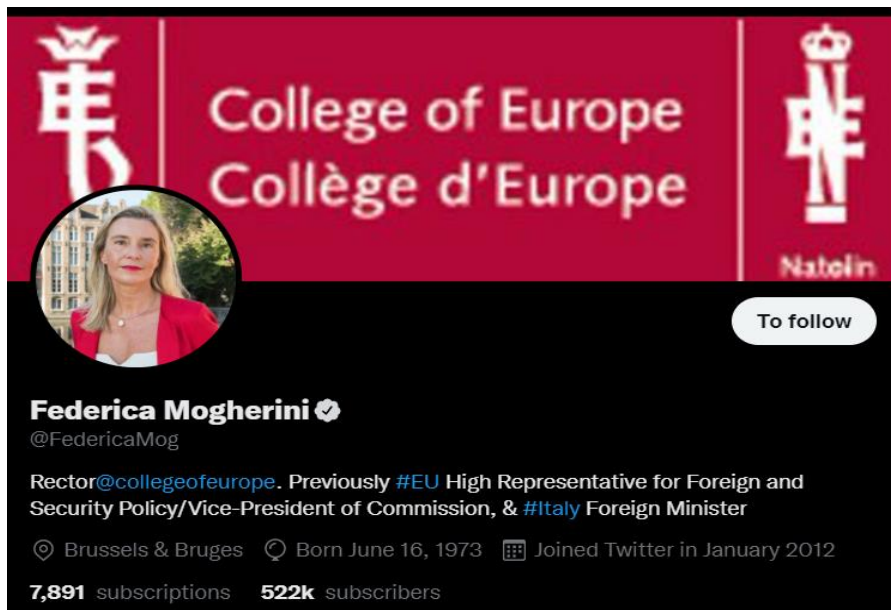 College of Europe
Collège d'Europe
Natolin
To follow
Federica Mogherini
@FedericaMog
Rector@collegeofeurope. Previously #EU High Representative for Foreign and
Security Policy/Vice-President of Commission, & #Italy Foreign Minister
Brussels & Bruges Born June 16, 1973 Joined Twitter in January 2012
7,891 subscriptions 522k subscribers